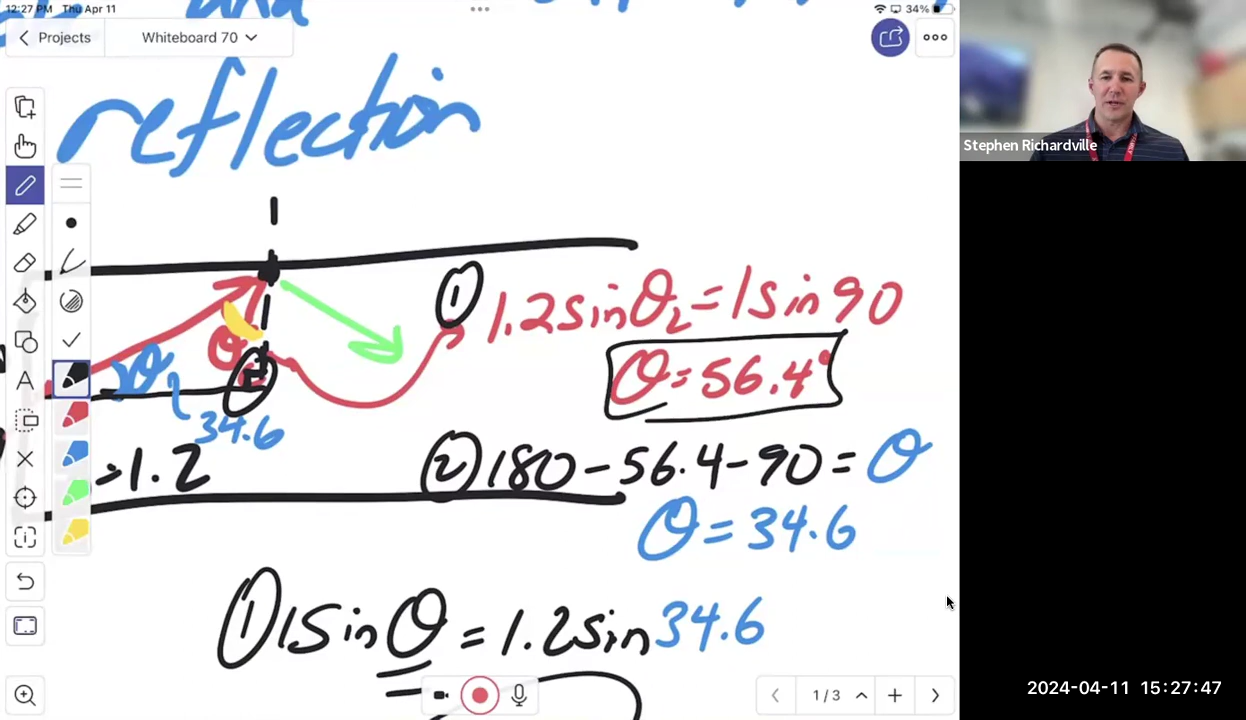 12:27 PM Thu Apr 11
34%
Projects
Whiteboard 70
reflection
Stephen Richardville
① 1.2sinθ₂=1sin90
θ=56.4°
θ
θ
34.6
1.2
② 180-56.4-90=θ
θ=34.6
① 1sinθ=1.2sin34.6
A
1/3
2024-04-11 15:27:47